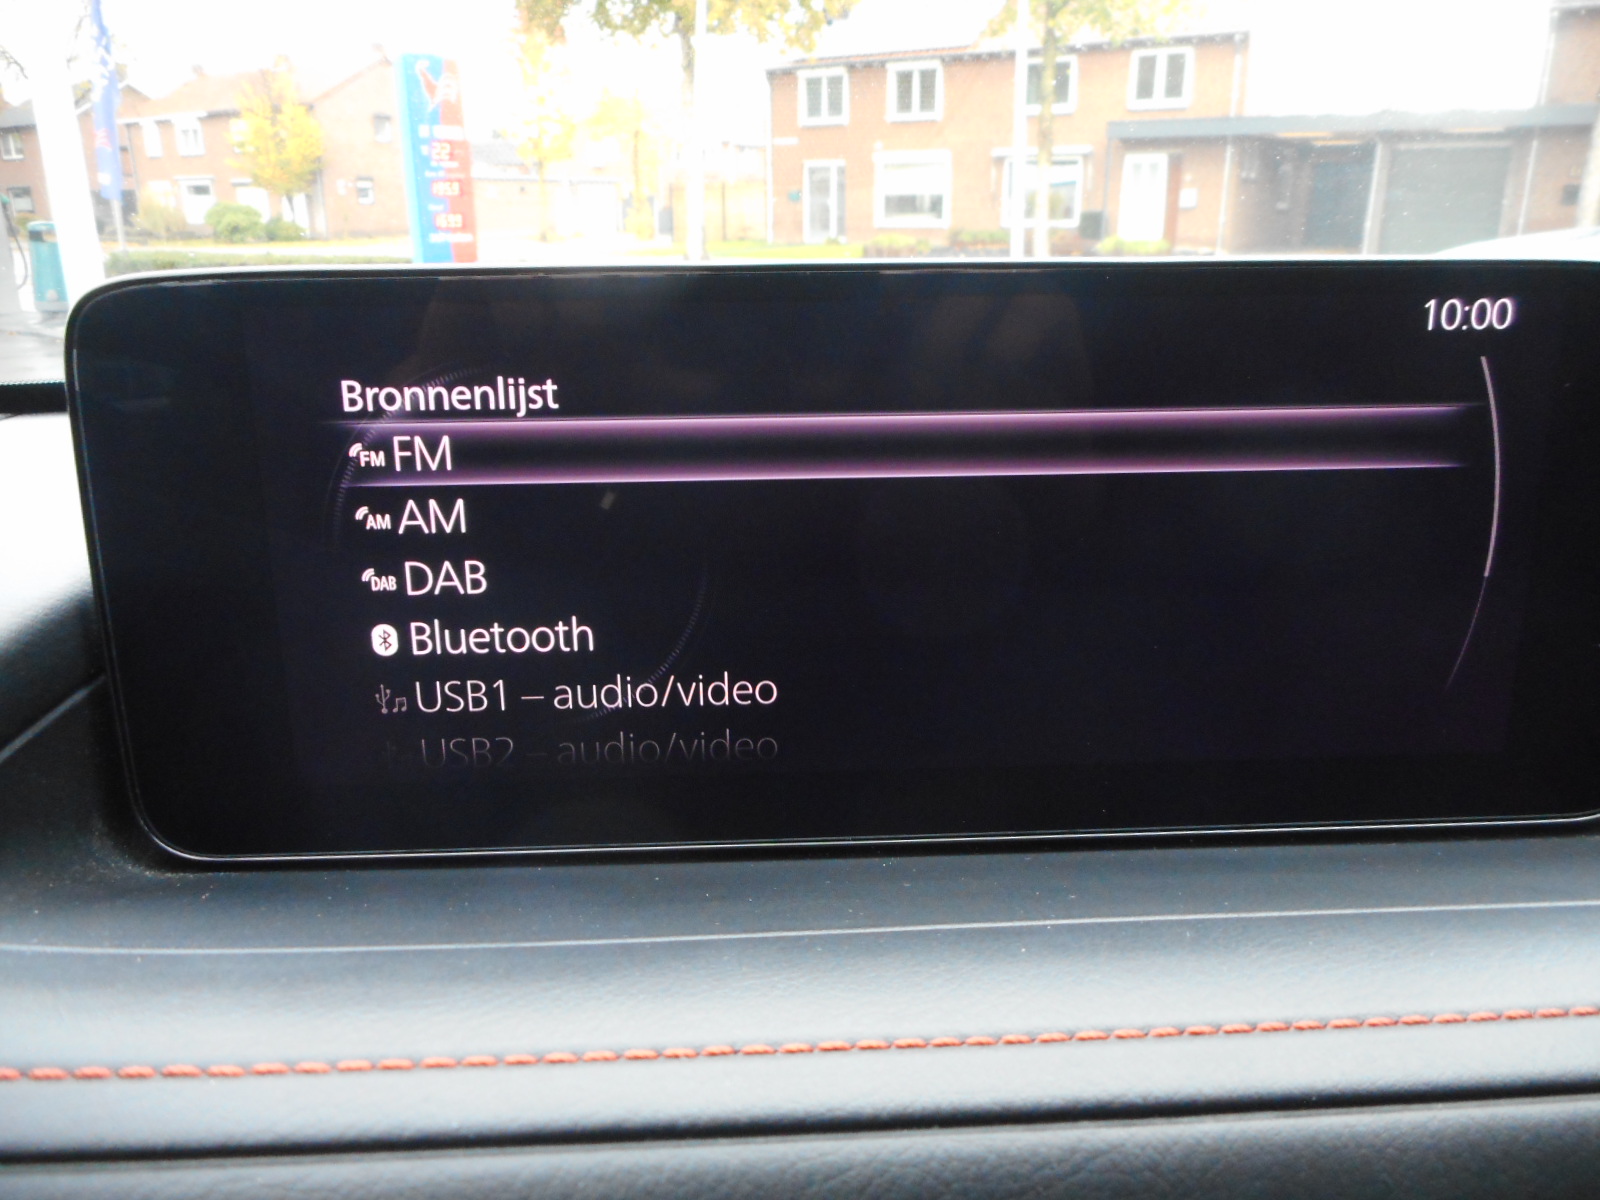 10:00
Bronnenlijst
FM FM
AM AM
DAB DAB
Bluetooth
USB1 – audio/video
USB2 – audio/video